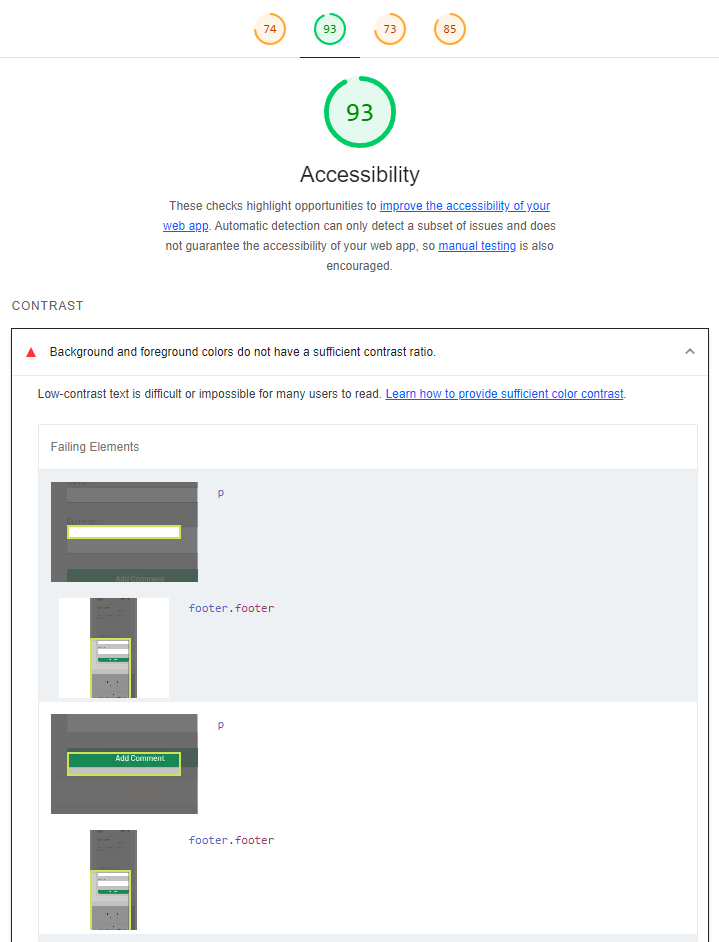 74 93 73 85
93
Accessibility
These checks highlight opportunities to improve the accessibility of your
web app. Automatic detection can only detect a subset of issues and does
not guarantee the accessibility of your web app, so manual testing is also
encouraged.
CONTRAST
Background and foreground colors do not have a sufficient contrast ratio.
Low-contrast text is difficult or impossible for many users to read. Learn how to provide sufficient color contrast.
Failing Elements
p
Add Comment
footer.footer
p
Add Comment
footer.footer